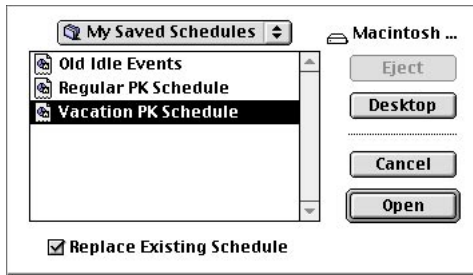 My Saved Schedules
Macintosh ...
Old Idle Events
Regular PK Schedule
Vacation PK Schedule
Eject
Desktop
Cancel
Open
Replace Existing Schedule